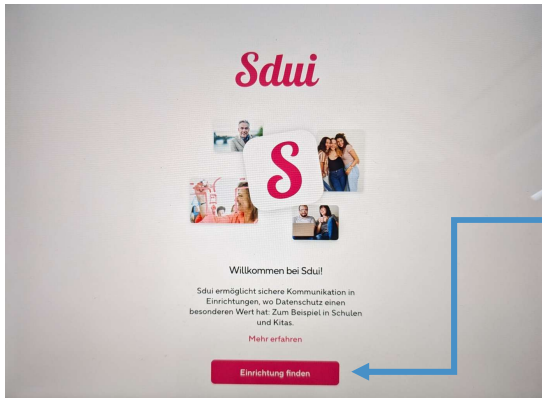 Sdui
S
Willkommen bei Sdui!
Sdui ermöglicht sichere Kommunikation in
Einrichtungen, wo Datenschutz einen
besonderen Wert hat: Zum Beispiel in Schulen
und Kitas.
Mehr erfahren
Einrichtung finden